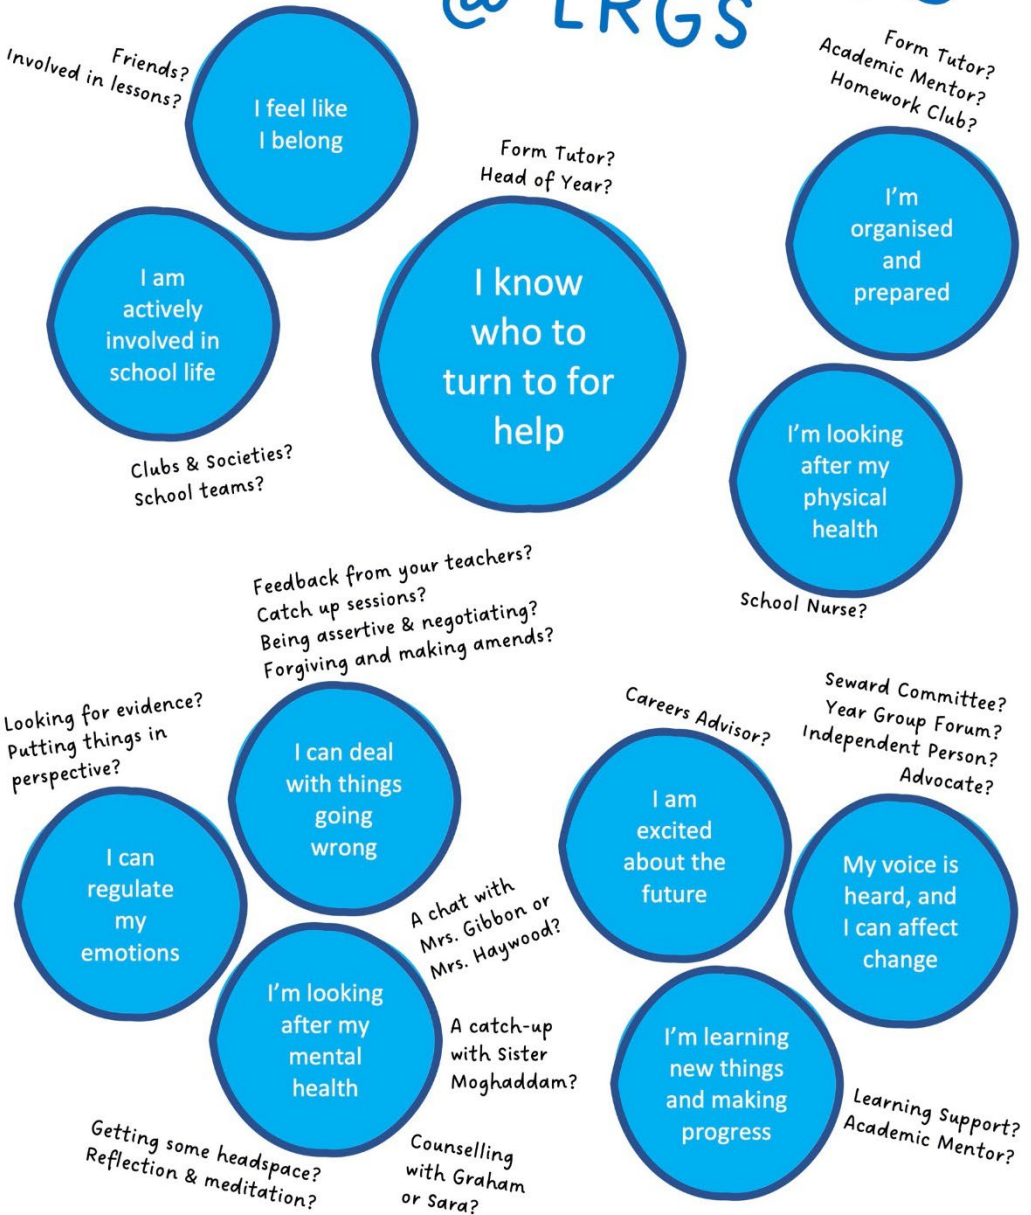 @ LRGS
Friends?
Involved in lessons?
I feel like
I belong
Form Tutor?
Head of Year?
I know
who to
turn to for
help
Form Tutor?
Academic Mentor?
Homework Club?
I'm
organised
and
prepared
I am
actively
involved in
school life
Clubs & Societies?
School teams?
I'm looking
after my
physical
health
School Nurse?
Feedback from your teachers?
Catch up sessions?
Being assertive & negotiating?
Forgiving and making amends?
I can deal
with things
going
wrong
Looking for evidence?
Putting things in
perspective?
I can
regulate
my
emotions
A chat with
Mrs. Gibbon or
Mrs. Haywood?
I'm looking
after my
mental
health
A catch-up
with Sister
Moghaddam?
Getting some headspace?
Reflection & meditation?
Counselling
with Graham
or Sara?
Careers Advisor?
I am
excited
about the
future
Seward Committee?
Year Group Forum?
Independent Person?
Advocate?
My voice is
heard, and
I can affect
change
I'm learning
new things
and making
progress
Learning Support?
Academic Mentor?